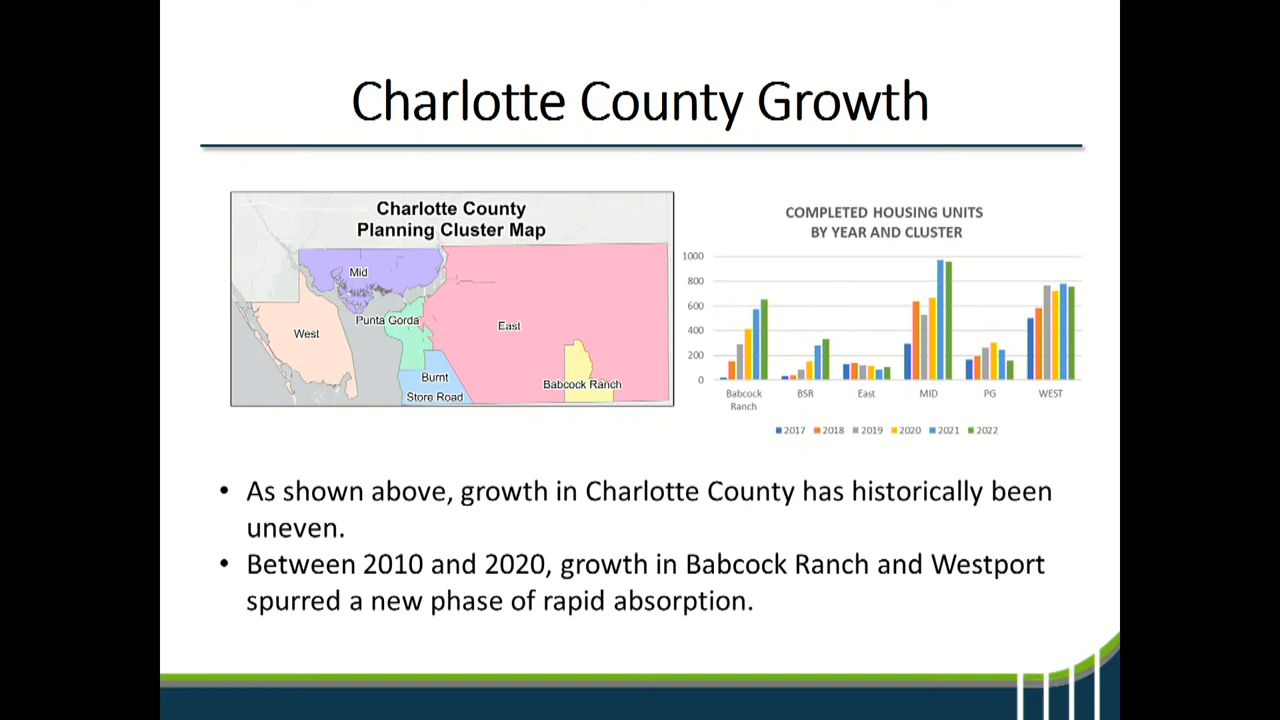 Charlotte County Growth
Charlotte County
Planning Cluster Map
Mid
Punta Gorda
West
East
Burnt
Store Road
Babcock Ranch
COMPLETED HOUSING UNITS
BY YEAR AND CLUSTER
1000
800
600
400
200
0
Babcock
Ranch
BSR
East
MID
PG
WEST
2017 2018 2019 2020 2021 2022
• As shown above, growth in Charlotte County has historically been
uneven.
• Between 2010 and 2020, growth in Babcock Ranch and Westport
spurred a new phase of rapid absorption.